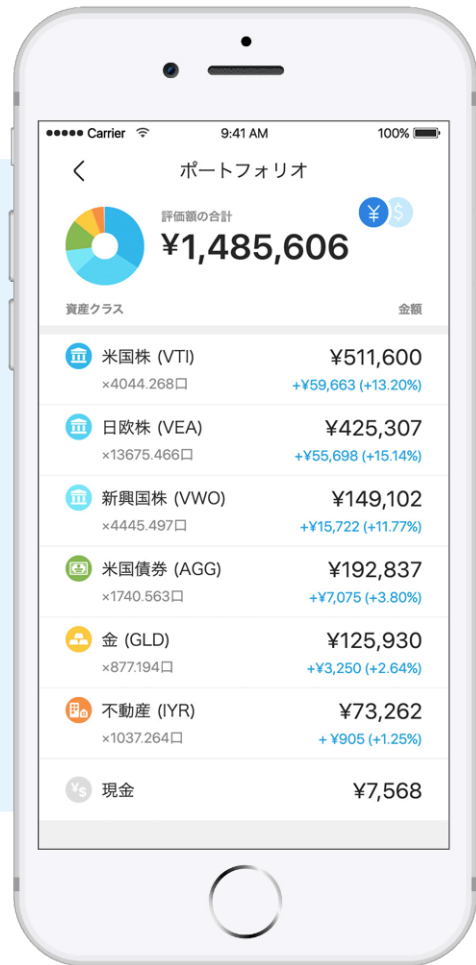 Carrier 9:41 AM 100%
ポートフォリオ
評価額の合計
¥ $
¥1,485,606
資産クラス 金額
米国株 (VTI) ¥511,600
×4044.268口 +¥59,663 (+13.20%)
日欧株 (VEA) ¥425,307
×13675.466口 +¥55,698 (+15.14%)
新興国株 (VWO) ¥149,102
×4445.497口 +¥15,722 (+11.77%)
米国債券 (AGG) ¥192,837
×1740.563口 +¥7,075 (+3.80%)
金 (GLD) ¥125,930
×877.194口 +¥3,250 (+2.64%)
不動産 (IYR) ¥73,262
×1037.264口 + ¥905 (+1.25%)
¥$ 現金 ¥7,568